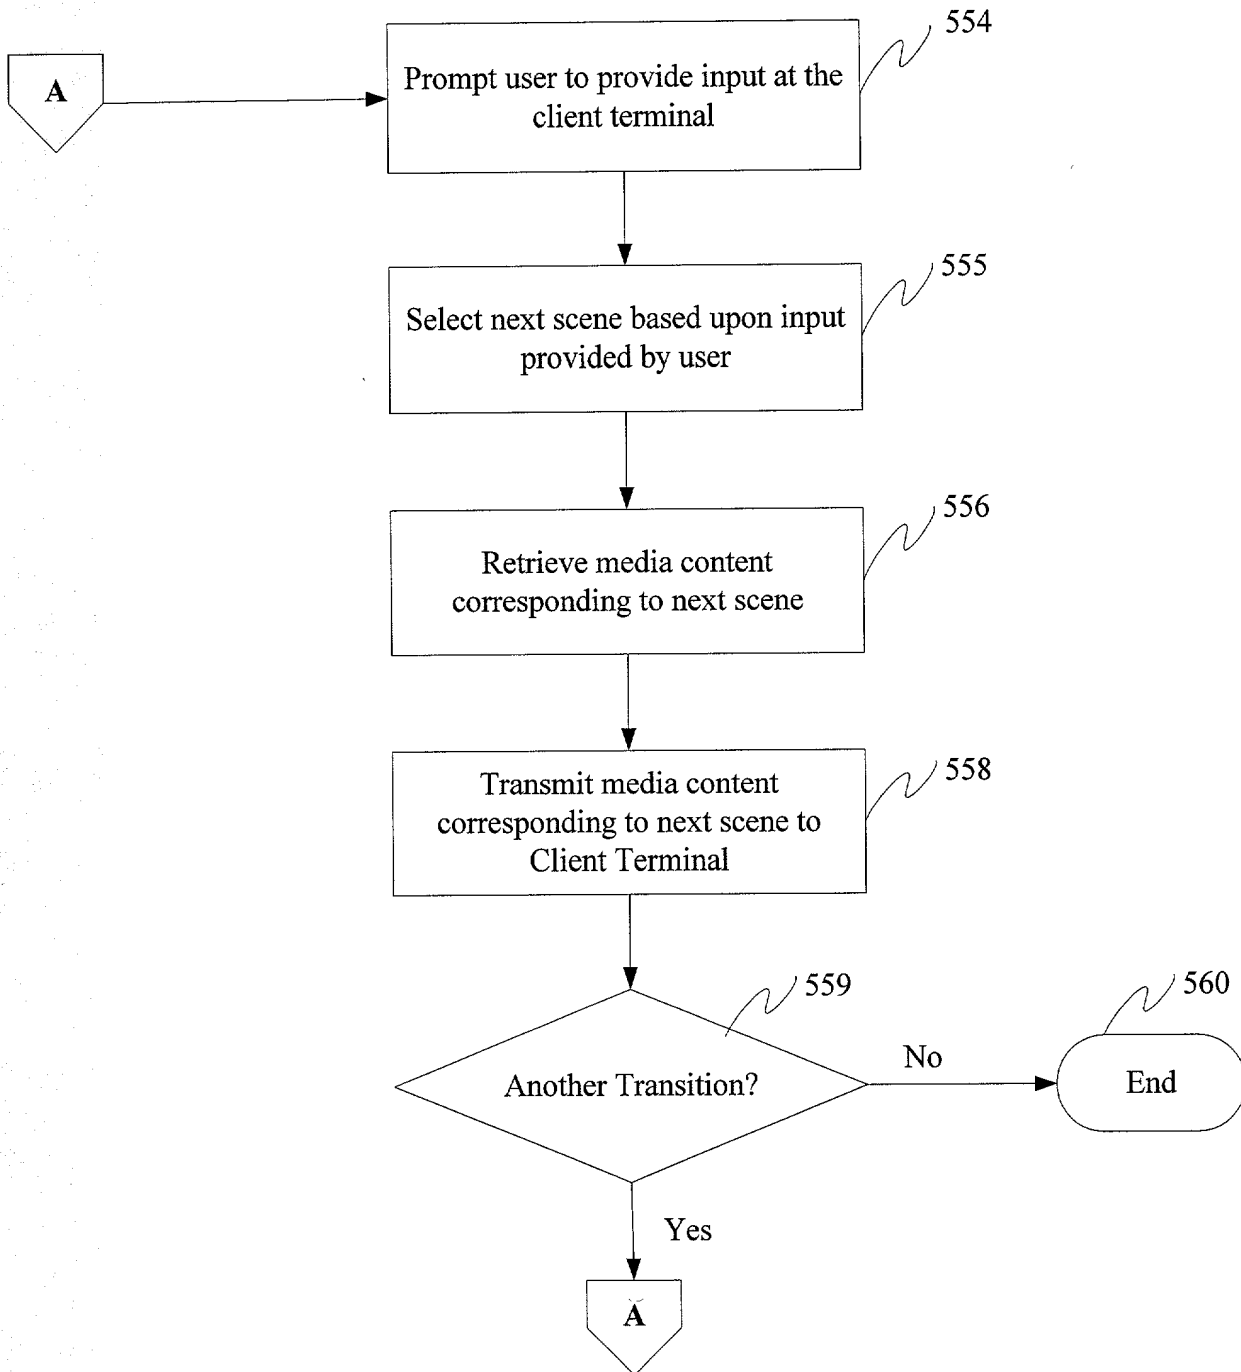 554
A
Prompt user to provide input at the
client terminal
555
Select next scene based upon input
provided by user
556
Retrieve media content
corresponding to next scene
558
Transmit media content
corresponding to next scene to
Client Terminal
559
560
Another Transition?
No
End
Yes
A